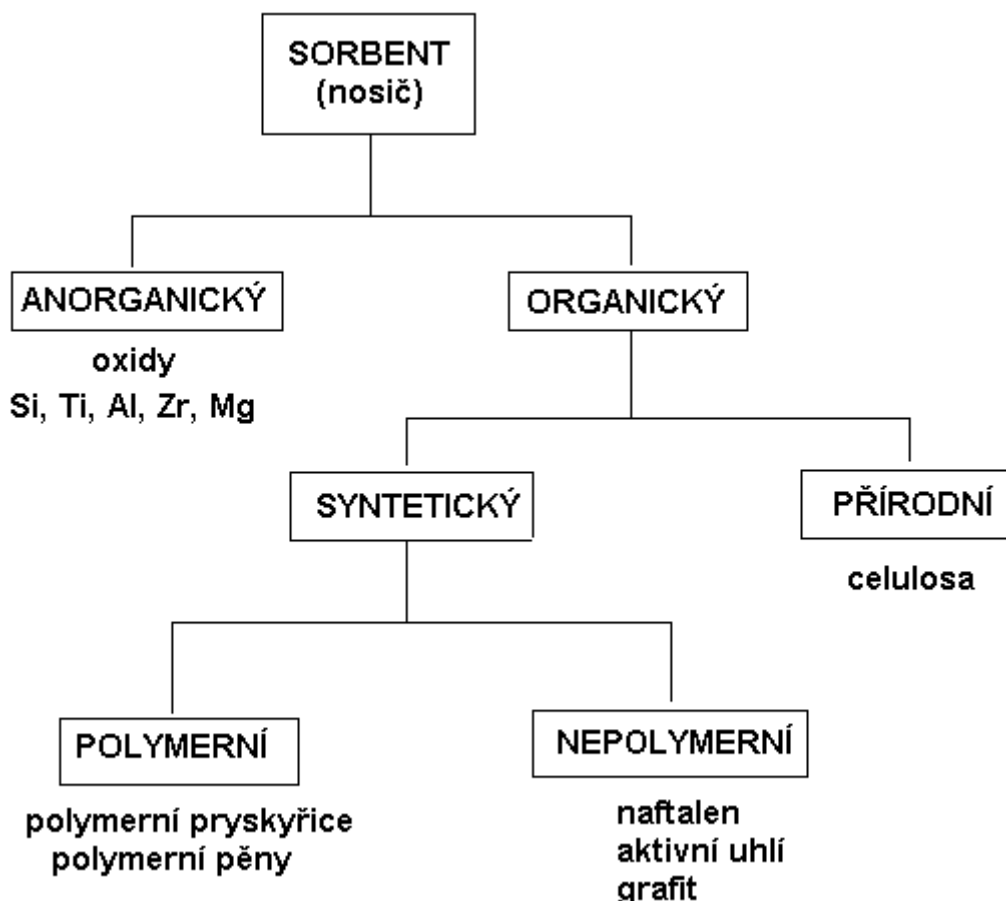 SORBENT
(nosič)
ANORGANICKÝ
ORGANICKÝ
oxidy
Si, Ti, Al, Zr, Mg
SYNTETICKÝ
PŘÍRODNÍ
celulosa
POLYMERNÍ
NEPOLYMERNÍ
polymerní pryskyřice
polymerní pěny
naftalen
aktivní uhlí
grafit